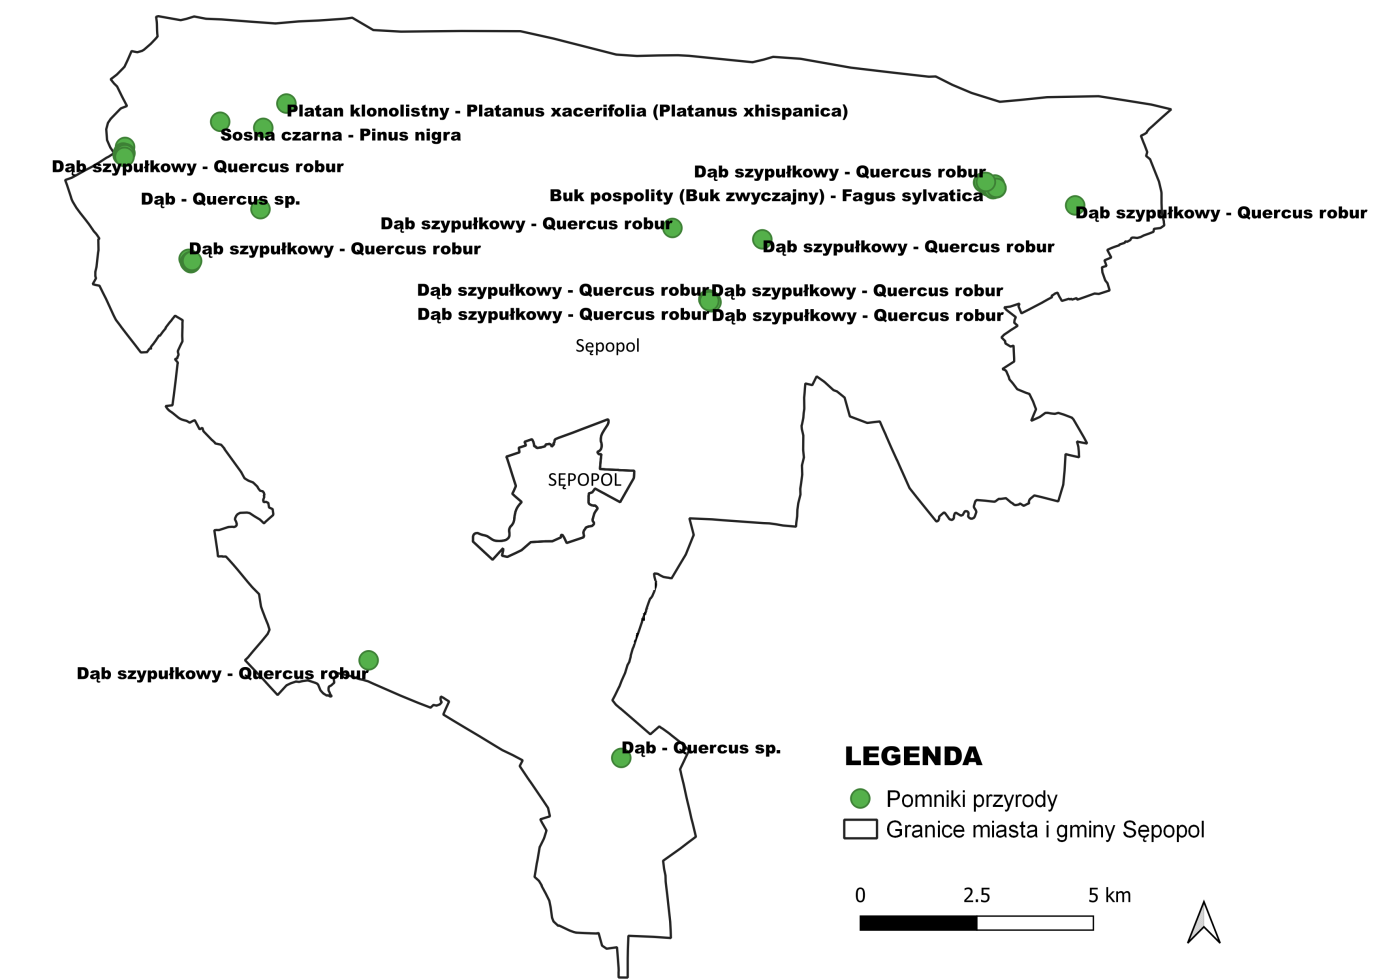 Platan klonolistny - Platanus xacerifolia (Platanus xhispanica)
Sosna czarna - Pinus nigra
Dąb szypułkowy - Quercus robur
Dąb szypułkowy - Quercus robur
Buk pospolity (Buk zwyczajny) - Fagus sylvatica
Dąb - Quercus sp.
Dąb szypułkowy - Quercus robur
Dąb szypułkowy - Quercus robur
Dąb szypułkowy - Quercus robur
Dąb szypułkowy - Quercus robur
Dąb szypułkowy - Quercus robur
Dąb szypułkowy - Quercus robur
Dąb szypułkowy - Quercus robur
Dąb szypułkowy - Quercus robur
Sępopol
SĘPOPOL
Dąb szypułkowy - Quercus robur
Dąb - Quercus sp.
LEGENDA
Pomniki przyrody
Granice miasta i gminy Sępopol
0 2.5 5 km